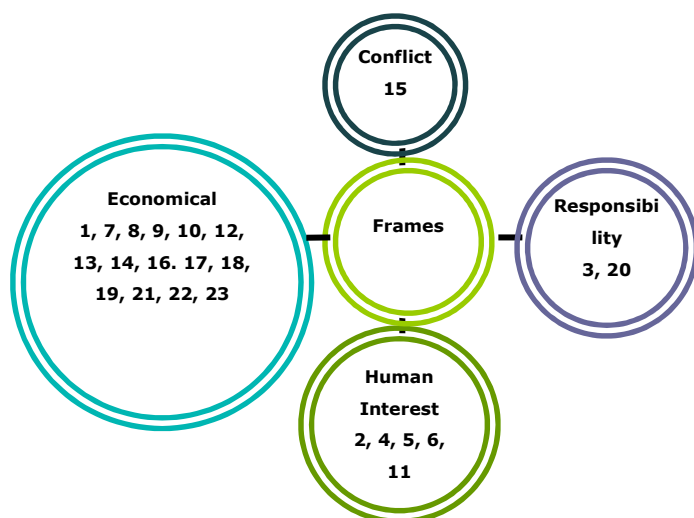 Conflict
15
Economical
1, 7, 8, 9, 10, 12,
13, 14, 16. 17, 18,
19, 21, 22, 23
Frames
Responsibi
lity
3, 20
Human
Interest
2, 4, 5, 6,
11